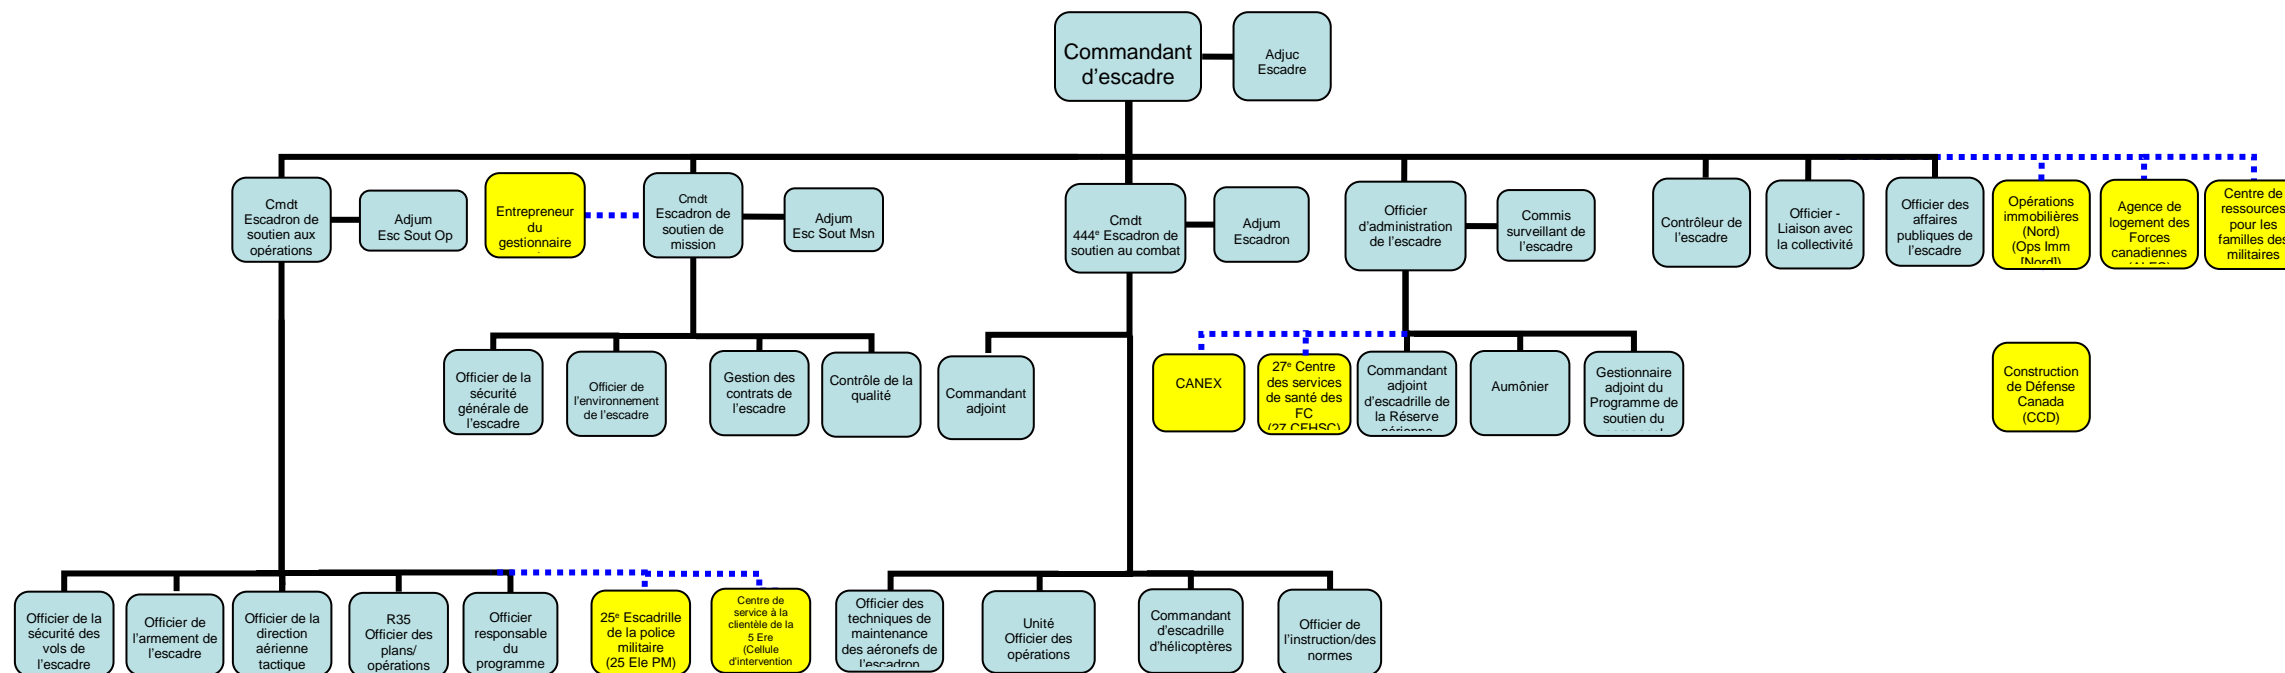 Commandant
d'escadre
Adjuc
Escadre
Cmdt
Escadron de
soutien aux
opérations
Adjum
Esc Sout Op
Entrepreneur
du
gestionnaire
Cmdt
Escadron de
soutien de
mission
Adjum
Esc Sout Msn
Cmdt
444e Escadron de
soutien au combat
Adjum
Escadron
Officier
d'administration
de l'escadre
Commis
surveillant de
l'escadre
Contrôleur de
l'escadre
Officier -
Liaison avec
la collectivité
Officier des
affaires
publiques de
l'escadre
Opérations
immobilières
(Nord)
(Ops Imm
[Nord])
Agence de
logement des
Forces
canadiennes
(ALFC)
Centre de
ressources
pour les
familles des
militaires
Officier de la
sécurité
générale de
l'escadre
Officier de
l'environnement
de l'escadre
Gestion des
contrats de
l'escadre
Contrôle de la
qualité
Commandant
adjoint
CANEX
27e Centre
des services
de santé des
FC
(27 CFHSC)
Commandant
adjoint
d'escadrille de
la Réserve
aérienne
Aumônier
Gestionnaire
adjoint du
Programme de
soutien du
personnel
Construction
de Défense
Canada
(CCD)
Officier de la
sécurité des
vols de
l'escadre
Officier de
l'armement de
l'escadre
Officier de la
direction
aérienne
tactique
R35
Officier des
plans/
opérations
Officier
responsable
du
programme
25e Escadrille
de la police
militaire
(25 Ele PM)
Centre de
service à la
clientèle de la
5 Ere
(Cellule
d'intervention
Officier des
techniques de
maintenance
des aéronefs de
l'escadron
Unité
Officier des
opérations
Commandant
d'escadrille
d'hélicoptères
Officier de
l'instruction/des
normes